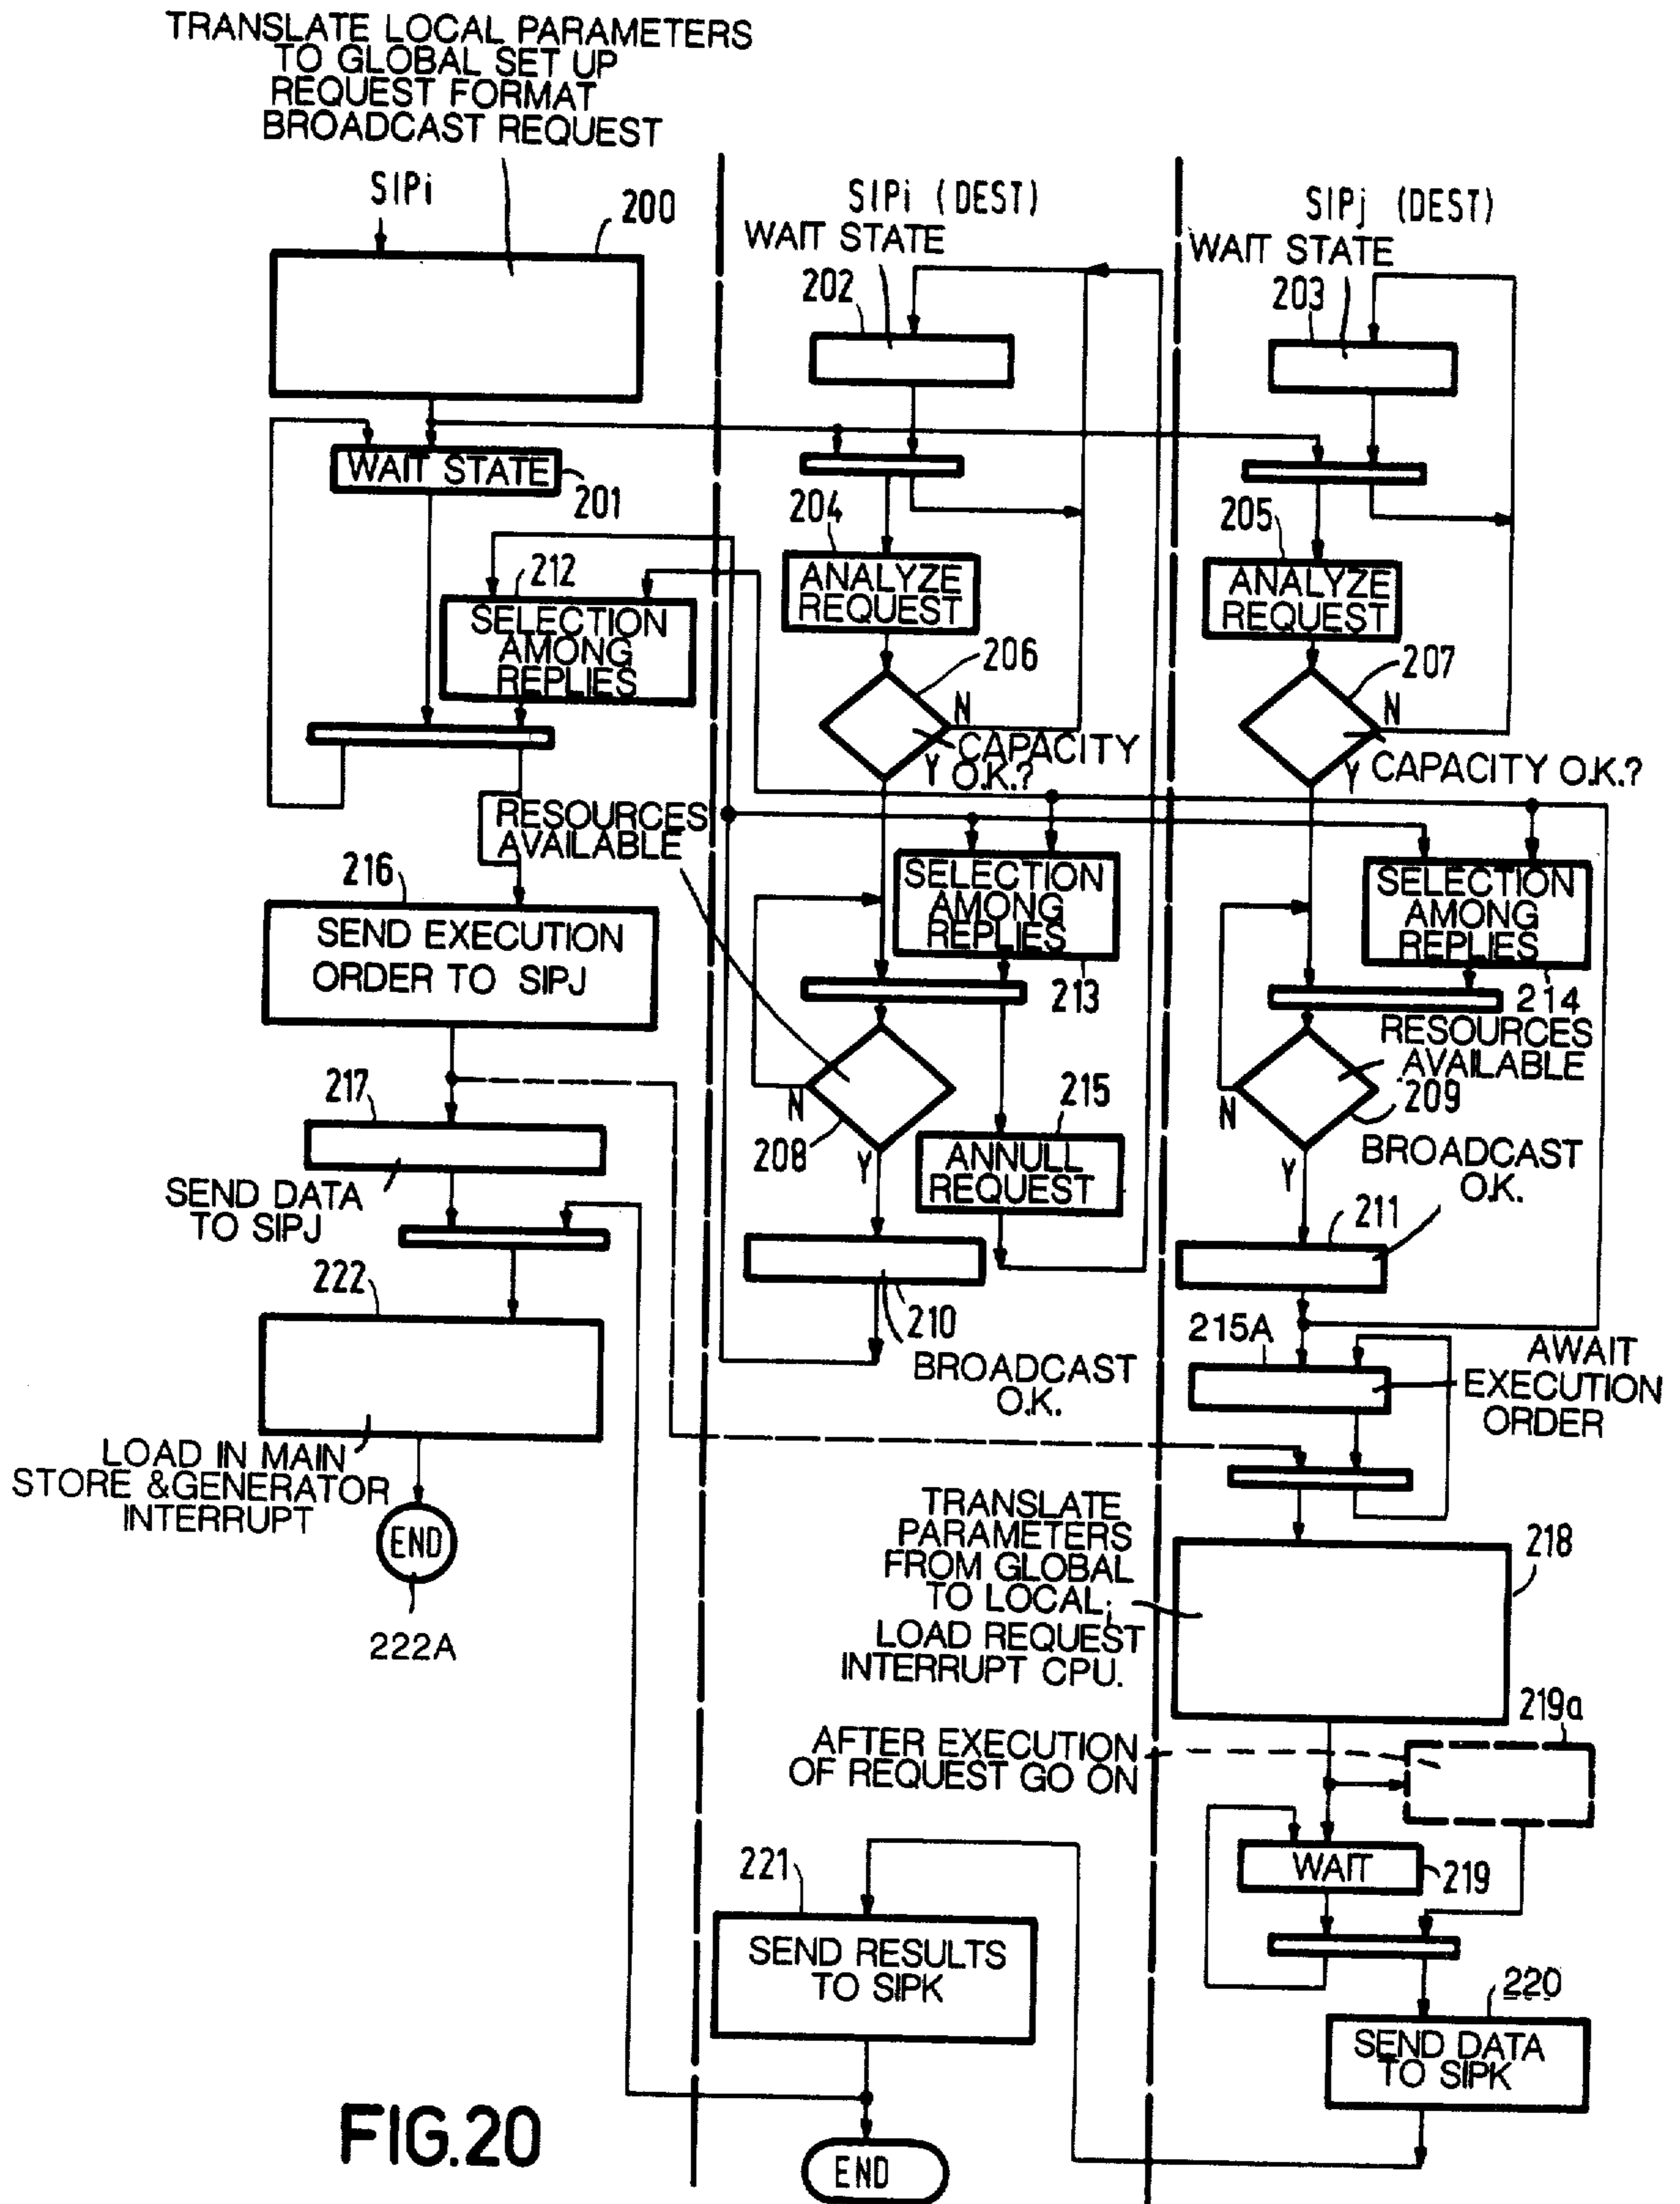 TRANSLATE LOCAL PARAMETERS
TO GLOBAL SET UP
REQUEST FORMAT
BROADCAST REQUEST
SIPi
200
WAIT STATE
201
212
SELECTION
AMONG
REPLIES
RESOURCES
AVAILABLE
216
SEND EXECUTION
ORDER TO SIPJ
217
SEND DATA
TO SIPJ
222
LOAD IN MAIN
STORE &GENERATOR
INTERRUPT
END
222A
SIPi (DEST)
WAIT STATE
202
204
ANALYZE
REQUEST
206
N
CAPACITY
Y O.K.?
SELECTION
AMONG
REPLIES
213
N
208
Y
215
ANNULL
REQUEST
210
BROADCAST
O.K.
TRANSLATE
PARAMETERS
FROM GLOBAL
TO LOCAL;
LOAD REQUEST
INTERRUPT CPU.
AFTER EXECUTION
OF REQUEST GO ON
221
SEND RESULTS
TO SIPK
END
SIPj (DEST)
WAIT STATE
203
205
ANALYZE
REQUEST
207
N
Y CAPACITY O.K.?
SELECTION
AMONG
REPLIES
214
RESOURCES
AVAILABLE
N
209
Y
BROADCAST
O.K.
211
215A
AWAIT
EXECUTION
ORDER
218
219a
WAIT
219
220
SEND DATA
TO SIPK
FIG.20